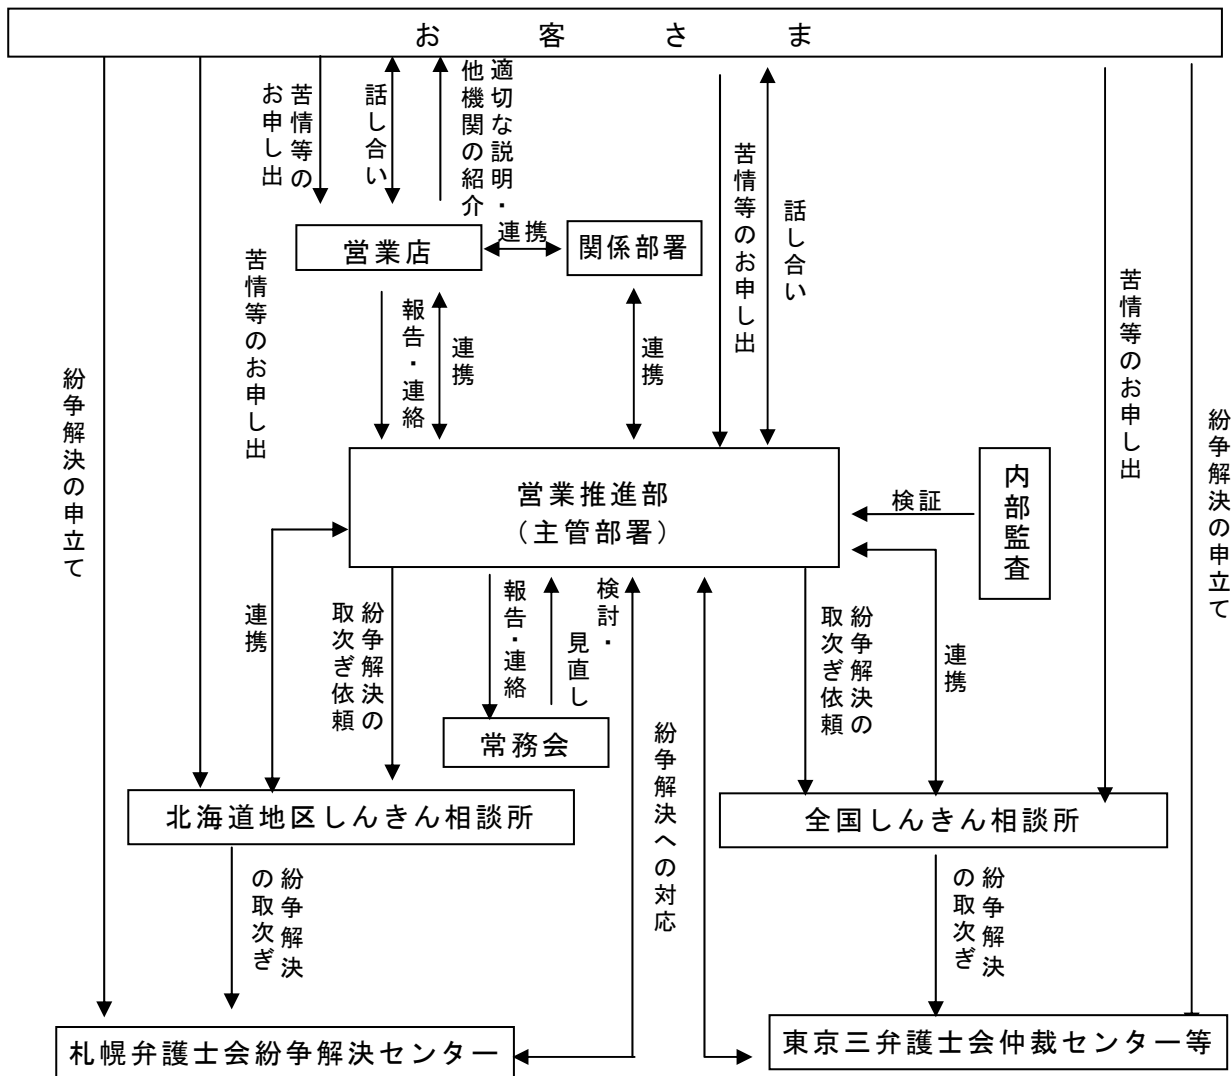 お客さま
苦情等の
お申し出
話し合い
適切な説明・
他機関の紹介
苦情等のお申し出
話し合い
営業店
連携
関係部署
苦情等のお申し出
苦情等のお申し出
報告・連絡
連携
連携
紛争解決の申立て
紛争解決の申立て
営業推進部
（主管部署）
検証
内部監査
連携
紛争解決の
取次ぎ依頼
報告・連絡
検討・
見直し
紛争解決の
取次ぎ依頼
連携
常務会
紛争解決への対応
北海道地区しんきん相談所
全国しんきん相談所
紛争解決
の取次ぎ
紛争解決
の取次ぎ
札幌弁護士会紛争解決センター
東京三弁護士会仲裁センター等